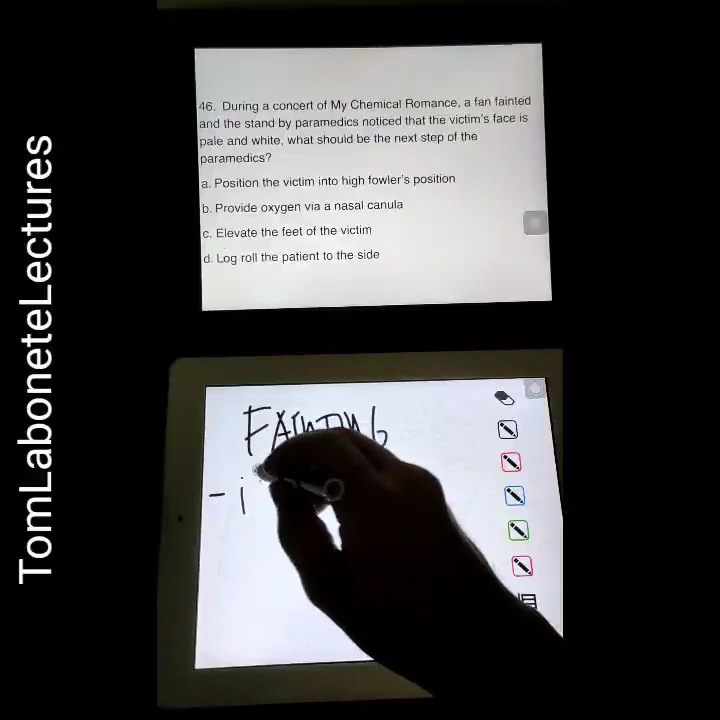 TomLaboneteLectures
46. During a concert of My Chemical Romance, a fan fainted
and the stand by paramedics noticed that the victim's face is
pale and white, what should be the next step of the
paramedics?
a. Position the victim into high fowler's position
b. Provide oxygen via a nasal canula
c. Elevate the feet of the victim
d. Log roll the patient to the side
FAINTING
- i